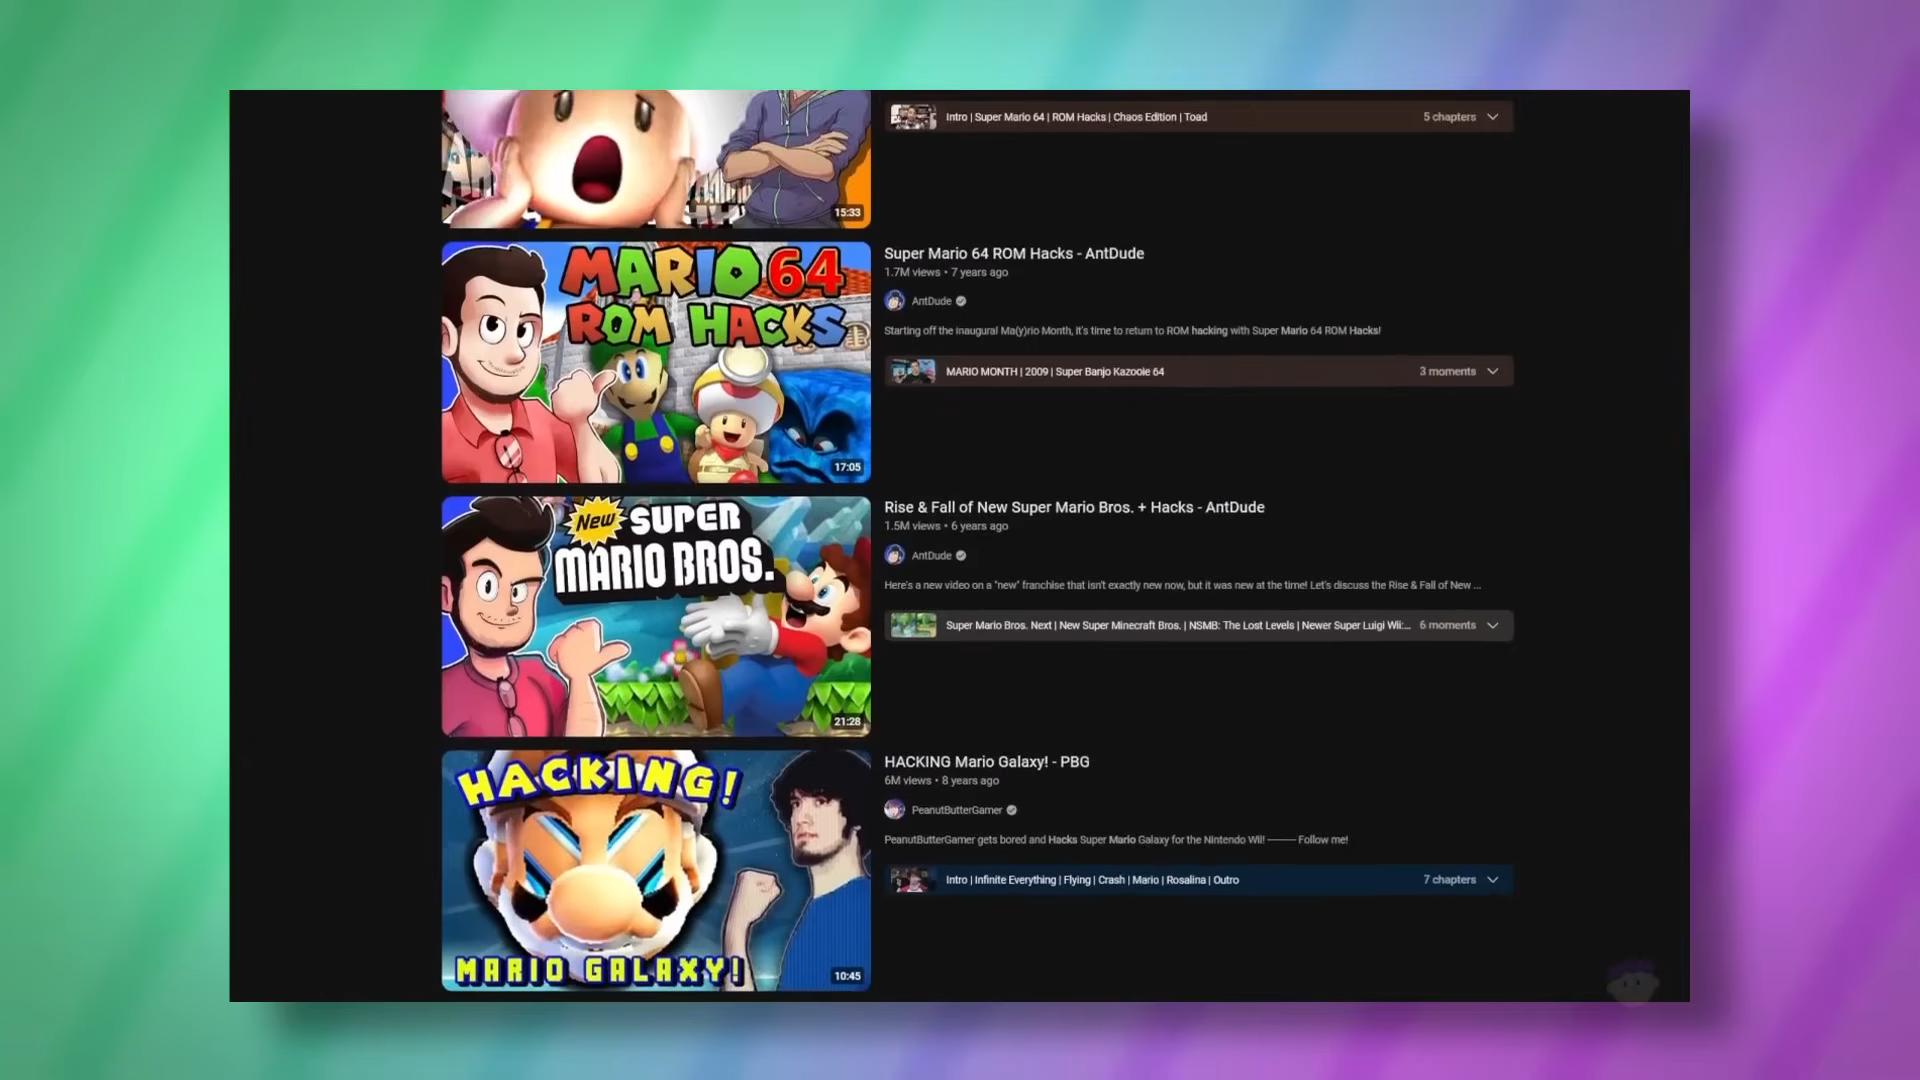 Intro | Super Mario 64 | ROM Hacks | Chaos Edition | Toad
5 chapters
15:33
MARIO 64
ROM HACKS
17:05
Super Mario 64 ROM Hacks - AntDude
1.7M views • 7 years ago
AntDude
Starting off the inaugural Ma(y)rio Month, it's time to return to ROM hacking with Super Mario 64 ROM Hacks!
MARIO MONTH | 2009 | Super Banjo Kazooie 64
3 moments
New SUPER
MARIO BROS.
21:28
Rise & Fall of New Super Mario Bros. + Hacks - AntDude
1.5M views • 6 years ago
AntDude
Here's a new video on a "new" franchise that isn't exactly new now, but it was new at the time! Let's discuss the Rise & Fall of New ...
Super Mario Bros. Next | New Super Minecraft Bros. | NSMB: The Lost Levels | Newer Super Luigi Wii:...
6 moments
HACKING!
MARIO GALAXY!
10:45
HACKING Mario Galaxy! - PBG
6M views • 8 years ago
PeanutButterGamer
PeanutButterGamer gets bored and Hacks Super Mario Galaxy for the Nintendo Wii! ——— Follow me!
Intro | Infinite Everything | Flying | Crash | Mario | Rosalina | Outro
7 chapters